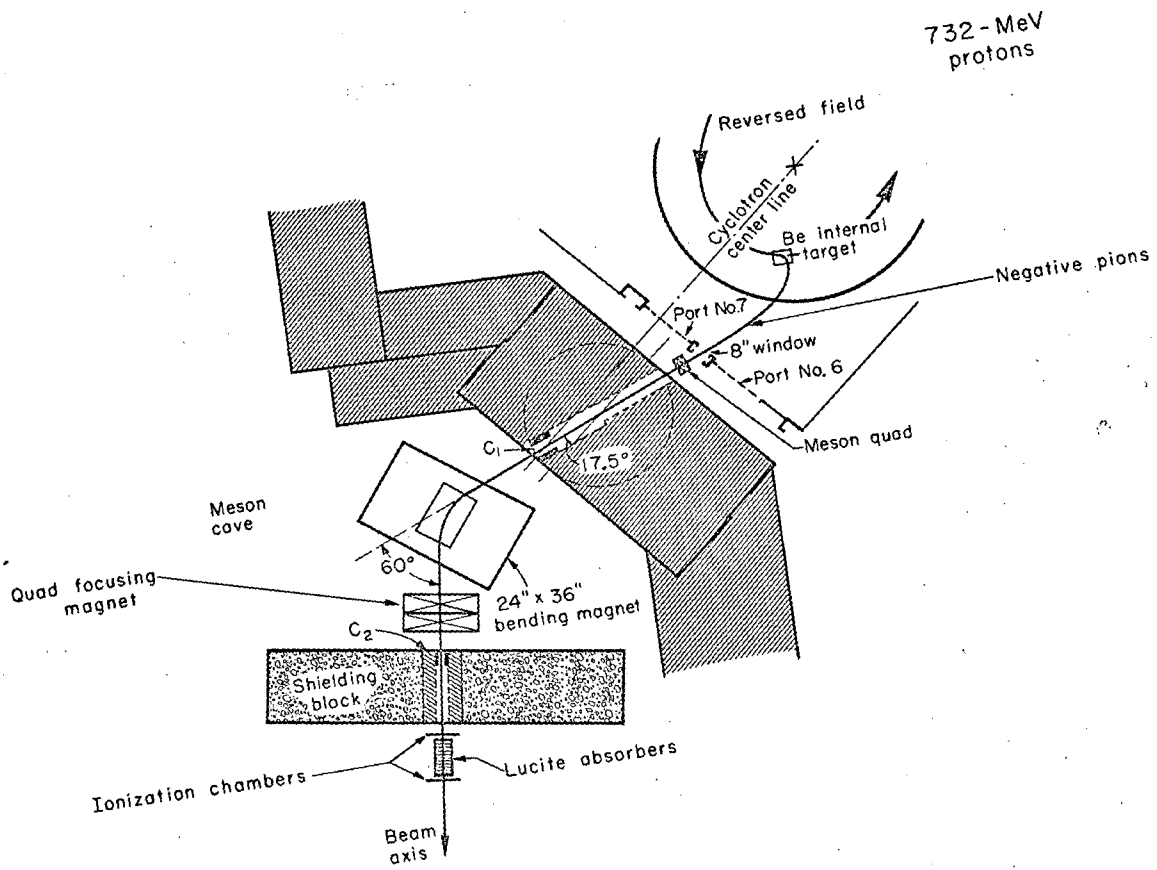 732-MeV
protons
Reversed field
Cyclotron
center line
Be internal
target
Negative pions
Port No.7
8" window
Port No. 6
Meson quad
C₁
17.5°
Meson
cave
60°
Quad focusing
magnet
24" x 36"
bending magnet
C₂
Shielding
block
Ionization chambers
Lucite absorbers
Beam
axis